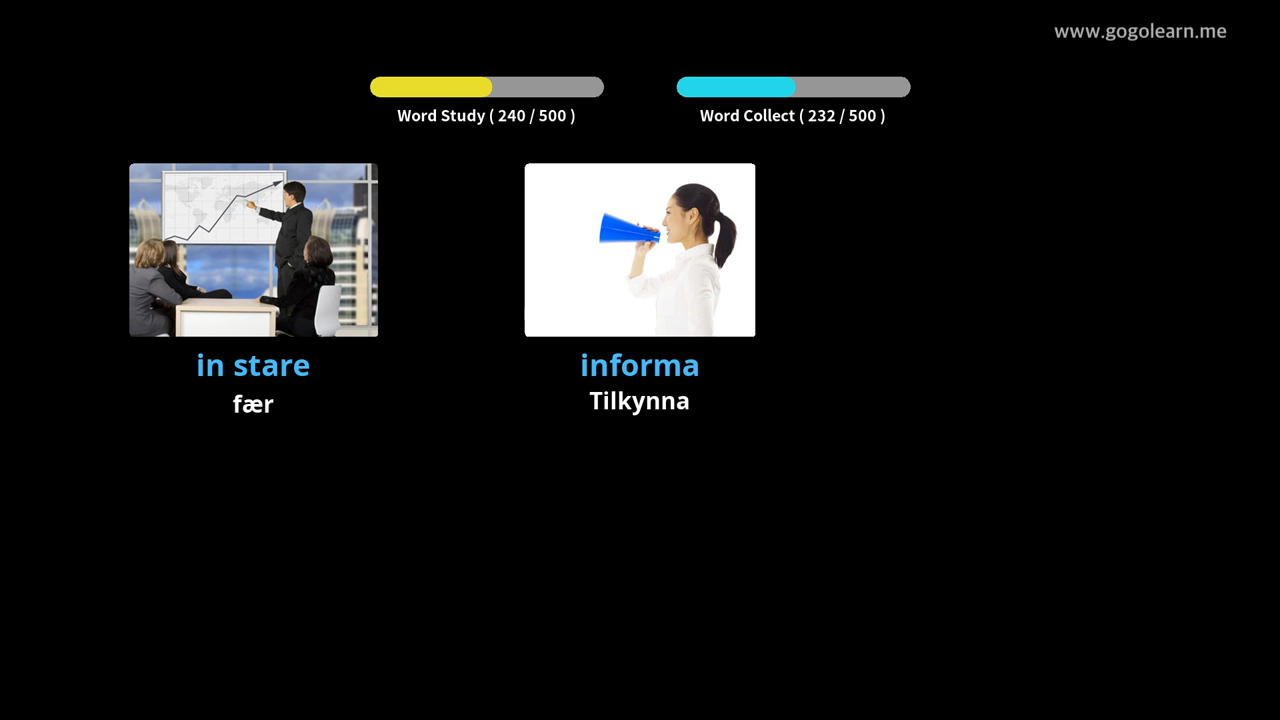 www.gogolearn.me
Word Study ( 240 / 500 )
Word Collect ( 232 / 500 )
in stare
fær
informa
Tilkynna